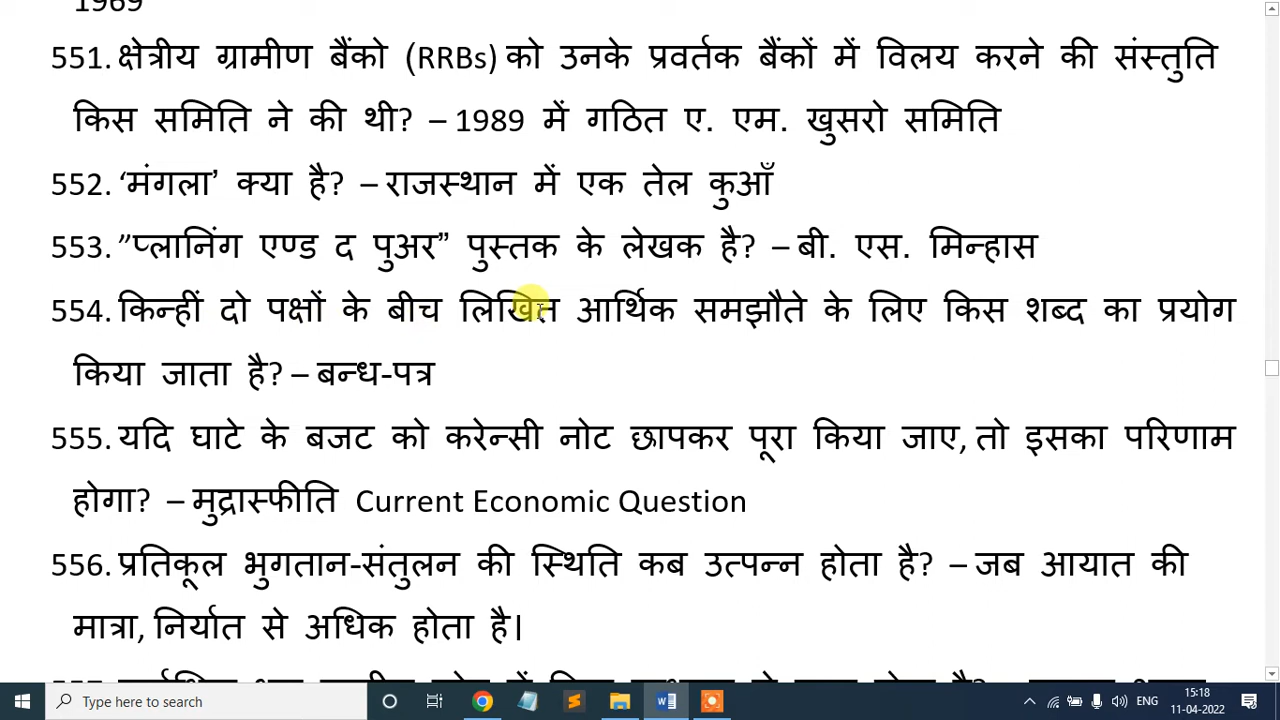 1969
551. क्षेत्रीय ग्रामीण बैंको (RRBs) को उनके प्रवर्तक बैंकों में विलय करने की संस्तुति
किस समिति ने की थी? – 1989 में गठित ए. एम. खुसरो समिति
552. ‘मंगला’ क्या है? – राजस्थान में एक तेल कुआँ
553. ”प्लानिंग एण्ड द पुअर” पुस्तक के लेखक है? – बी. एस. मिन्हास
554. किन्हीं दो पक्षों के बीच लिखित आर्थिक समझौते के लिए किस शब्द का प्रयोग
किया जाता है? – बन्ध-पत्र
555. यदि घाटे के बजट को करेन्सी नोट छापकर पूरा किया जाए, तो इसका परिणाम
होगा? – मुद्रास्फीति Current Economic Question
556. प्रतिकूल भुगतान-संतुलन की स्थिति कब उत्पन्न होता है? – जब आयात की
मात्रा, निर्यात से अधिक होता है।
Type here to search
ENG
15:18
11-04-2022